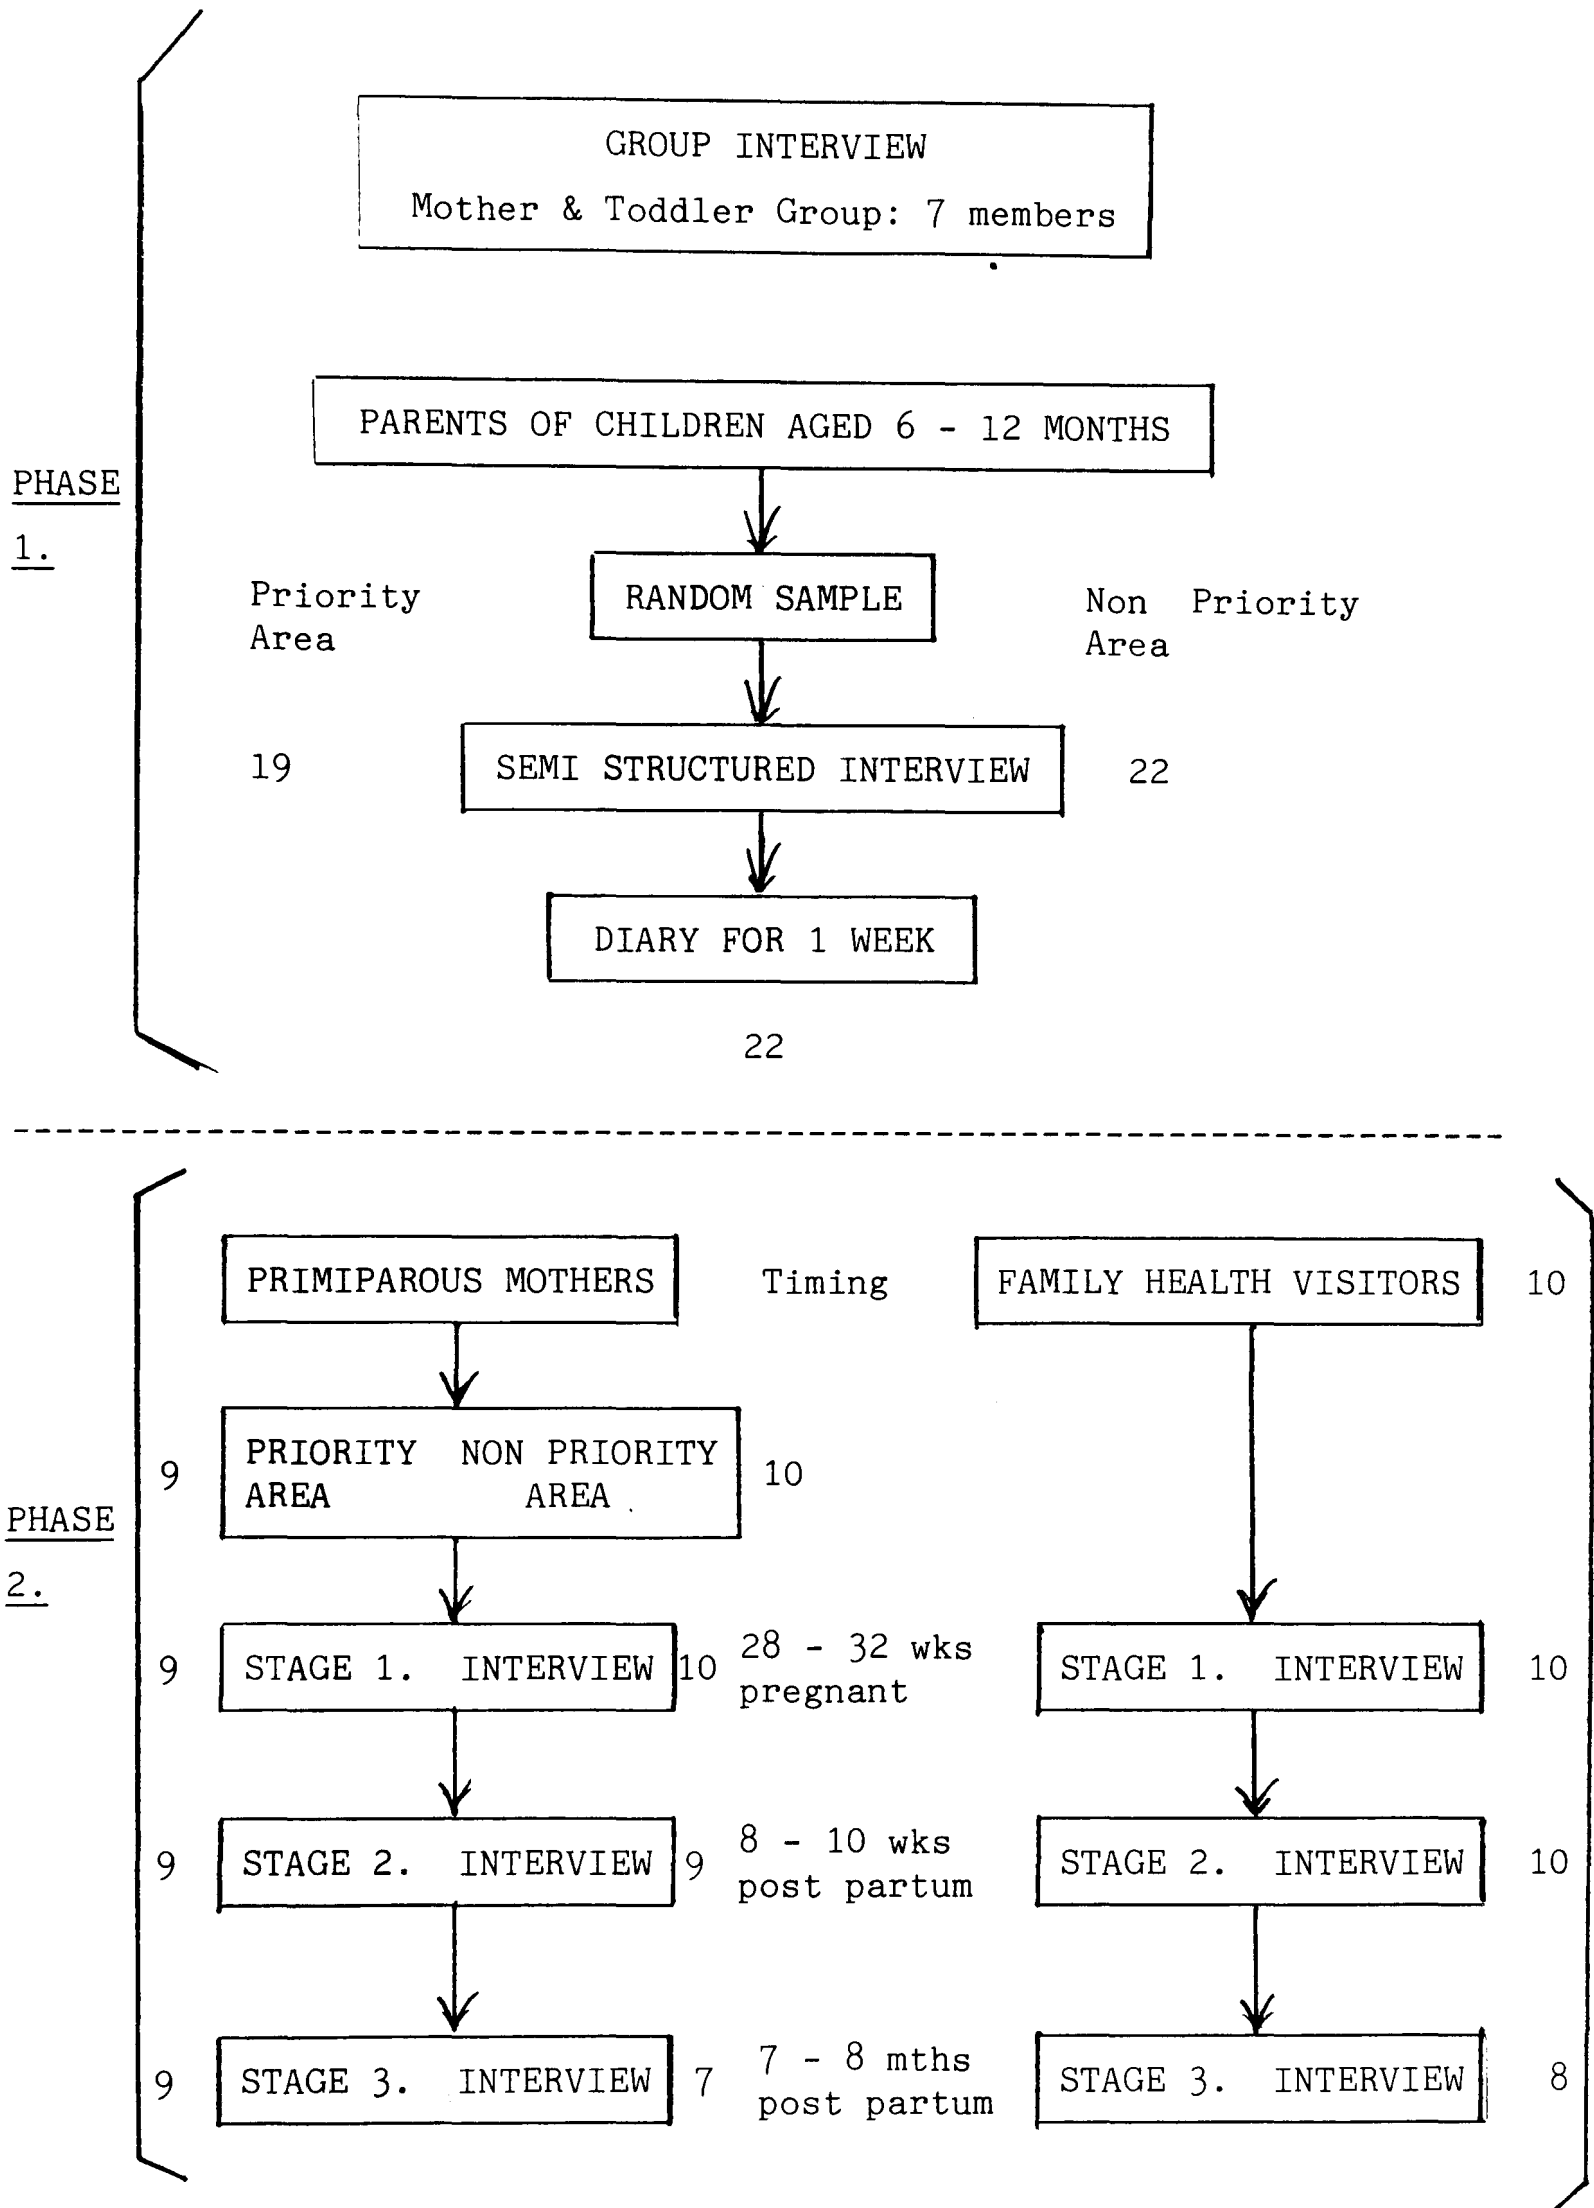 GROUP INTERVIEW
Mother & Toddler Group: 7 members
PARENTS OF CHILDREN AGED 6 - 12 MONTHS
PHASE
1.
Priority
Area
RANDOM SAMPLE
Non Priority
Area
19
SEMI STRUCTURED INTERVIEW
22
DIARY FOR 1 WEEK
22
PRIMIPAROUS MOTHERS
Timing
FAMILY HEALTH VISITORS
10
9
PRIORITY NON PRIORITY
AREA AREA
10
PHASE
2.
9
STAGE 1. INTERVIEW
10
28 - 32 wks
pregnant
STAGE 1. INTERVIEW
10
9
STAGE 2. INTERVIEW
9
8 - 10 wks
post partum
STAGE 2. INTERVIEW
10
9
STAGE 3. INTERVIEW
7
7 - 8 mths
post partum
STAGE 3. INTERVIEW
8